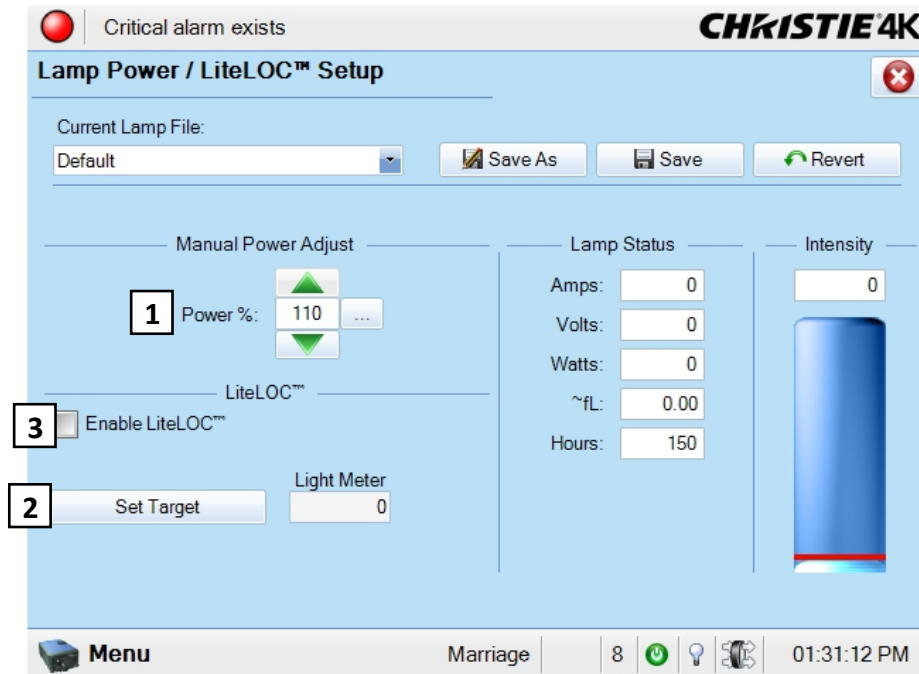 Critical alarm exists
CHRISTIE®4K
Lamp Power / LiteLOC™ Setup
Current Lamp File:
Default
Save As
Save
Revert
Manual Power Adjust
1
Power %:
110
...
LiteLOC™
3
Enable LiteLOC™
2
Set Target
Light Meter
0
Lamp Status
Amps: 0
Volts: 0
Watts: 0
~fL: 0.00
Hours: 150
Intensity
0
Menu
Marriage
8
01:31:12 PM